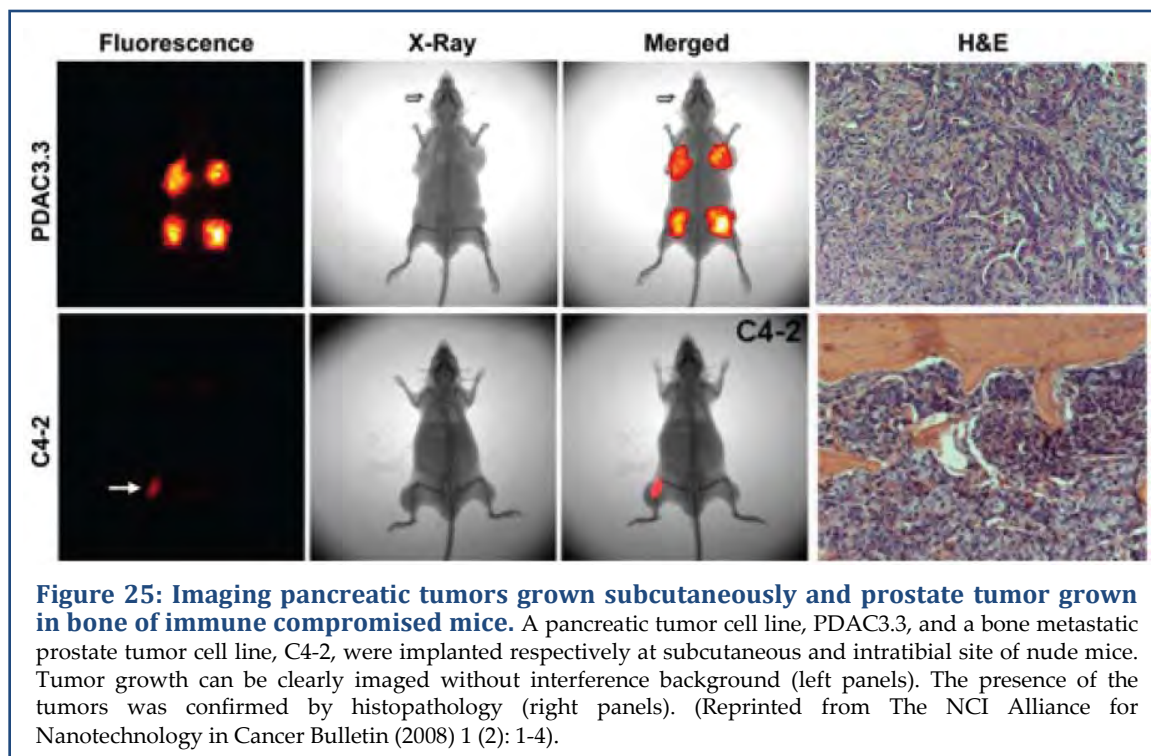 Fluorescence X-Ray Merged H&E
PDAC3.3
C4-2
C4-2
Figure 25: Imaging pancreatic tumors grown subcutaneously and prostate tumor grown
in bone of immune compromised mice. A pancreatic tumor cell line, PDAC3.3, and a bone metastatic
prostate tumor cell line, C4-2, were implanted respectively at subcutaneous and intratibial site of nude mice.
Tumor growth can be clearly imaged without interference background (left panels). The presence of the
tumors was confirmed by histopathology (right panels). (Reprinted from The NCI Alliance for
Nanotechnology in Cancer Bulletin (2008) 1 (2): 1-4).